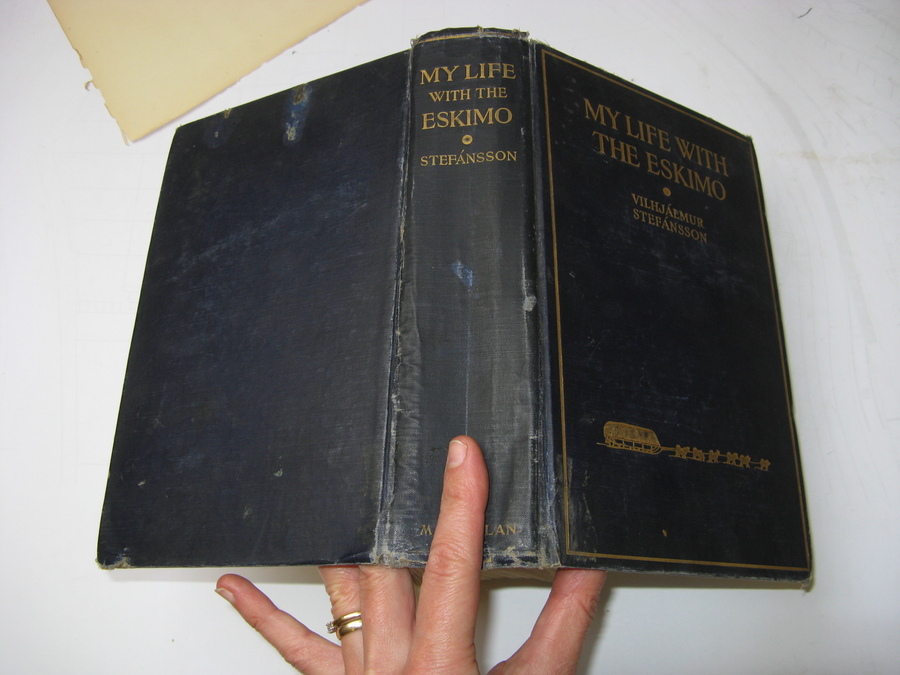 MY LIFE
WITH THE
ESKIMO
STEFÁNSSON
MY LIFE WITH
THE ESKIMO
VILHJÁLMUR
STEFÁNSSON